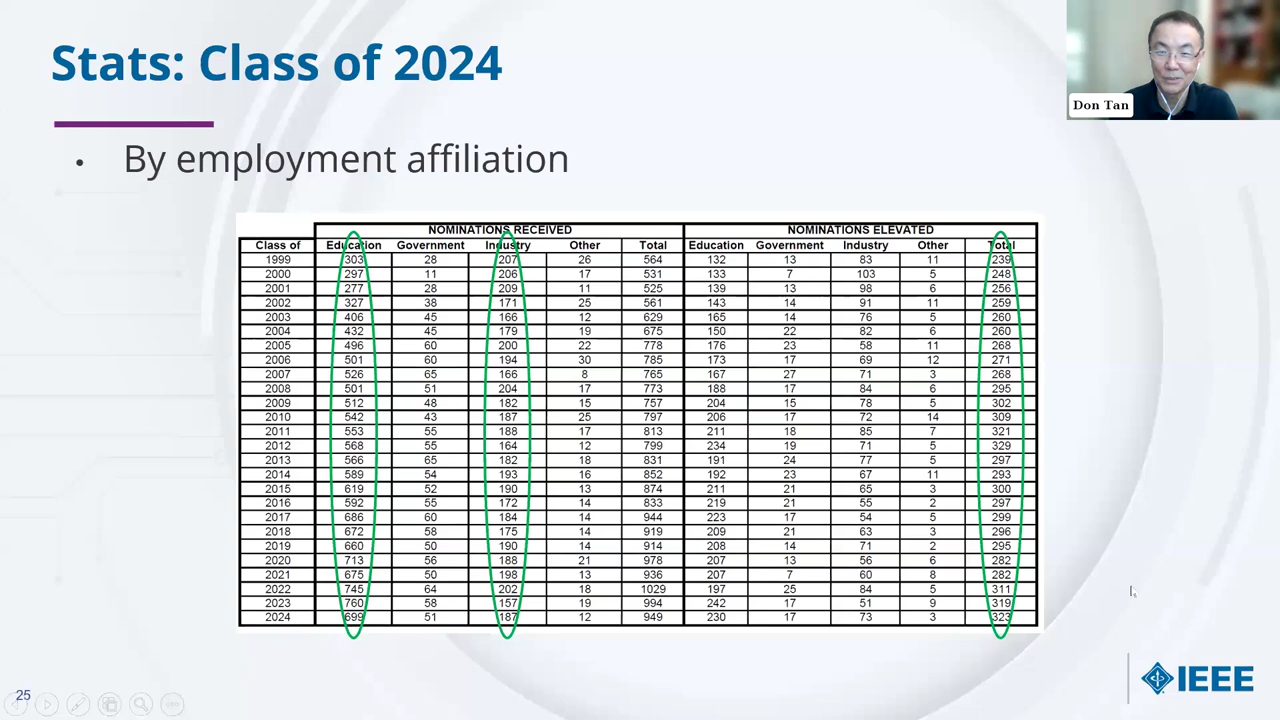 Stats: Class of 2024
Don Tan
• By employment affiliation
NOMINATIONS RECEIVED NOMINATIONS ELEVATED
Class of Education Government Industry Other Total Education Government Industry Other Total
1999 303 28 207 26 564 132 13 83 11 239
2000 297 11 206 17 531 133 7 103 5 248
2001 277 28 209 11 525 139 13 98 6 256
2002 327 38 171 25 561 143 14 91 11 259
2003 406 45 166 12 629 165 14 76 5 260
2004 432 45 179 19 675 150 22 82 6 260
2005 496 60 200 22 778 176 23 58 11 268
2006 501 60 194 30 785 173 17 69 12 271
2007 526 65 166 8 765 167 27 71 3 268
2008 501 51 204 17 773 188 17 84 6 295
2009 512 48 182 15 757 204 15 78 5 302
2010 542 43 187 25 797 206 17 72 14 309
2011 553 55 188 17 813 211 18 85 7 321
2012 568 55 164 12 799 234 19 71 5 329
2013 566 65 182 18 831 191 24 77 5 297
2014 589 54 193 16 852 192 23 67 11 293
2015 619 52 190 13 874 211 21 65 3 300
2016 592 55 172 14 833 219 21 55 2 297
2017 686 60 184 14 944 223 17 54 5 299
2018 672 58 175 14 919 209 21 63 3 296
2019 660 50 190 14 914 208 14 71 2 295
2020 713 56 188 21 978 207 13 56 6 282
2021 675 50 198 13 936 207 7 60 8 282
2022 745 64 202 18 1029 197 25 84 5 311
2023 760 58 157 19 994 242 17 51 9 319
2024 699 51 187 12 949 230 17 73 3 323
25
IEEE